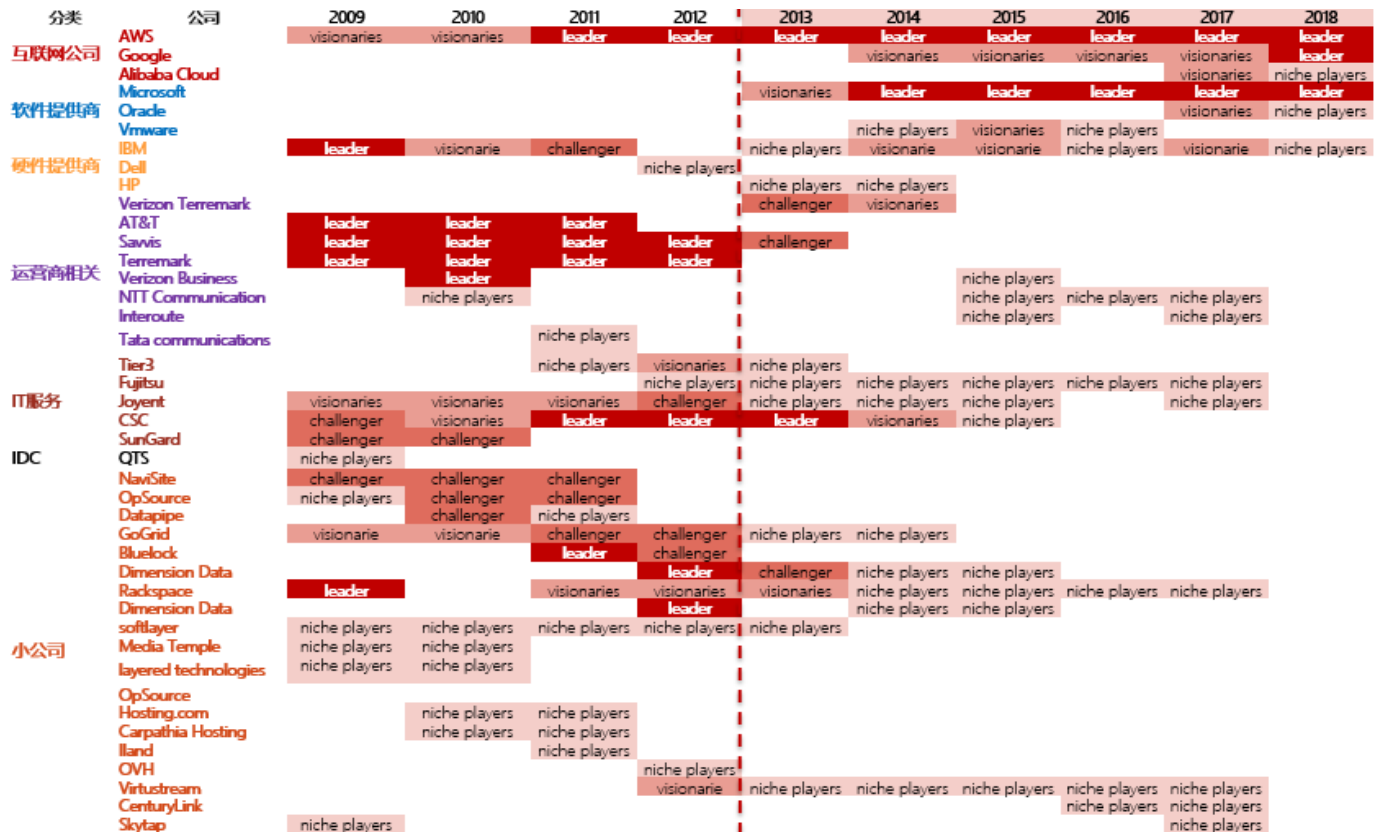 分类 公司 2009 2010 2011 2012 2013 2014 2015 2016 2017 2018
AWS visionaries visionaries leader leader leader leader leader leader leader leader
互联网公司 Google visionaries visionaries visionaries visionaries leader
Alibaba Cloud visionaries niche players
Microsoft visionaries leader leader leader leader leader
软件提供商 Oracle visionaries niche players
Vmware niche players visionaries niche players
IBM leader visionarie challenger niche players visionarie visionarie niche players visionarie niche players
硬件提供商 Dell niche players
HP niche players niche players
Verizon Terremark challenger visionaries
AT&T leader leader leader
Savvis leader leader leader leader challenger
Terremark leader leader leader leader
运营商相关 Verizon Business leader niche players
NTT Communication niche players niche players niche players niche players
Interoute niche players niche players
Tata communications niche players
Tier3 niche players visionaries niche players
Fujitsu niche players niche players niche players niche players niche players niche players
IT服务 Joyent visionaries visionaries visionaries challenger niche players niche players niche players niche players
CSC challenger visionaries leader leader leader visionaries niche players
SunGard challenger challenger
IDC QTS niche players
NaviSite challenger challenger challenger
OpSource niche players challenger challenger
Datapipe challenger niche players
GoGrid visionarie visionarie challenger challenger niche players niche players
Bluelock leader challenger
Dimension Data leader challenger niche players niche players
Rackspace leader visionaries visionaries visionaries niche players niche players niche players niche players
Dimension Data leader niche players niche players
softlayer niche players niche players niche players niche players niche players
小公司 Media Temple niche players niche players
layered technologies niche players niche players
OpSource
Hosting.com niche players niche players
Carpathia Hosting niche players niche players
Iland niche players
OVH niche players
Virtustream visionarie niche players niche players niche players niche players niche players
CenturyLink niche players niche players
Skytap niche players niche players